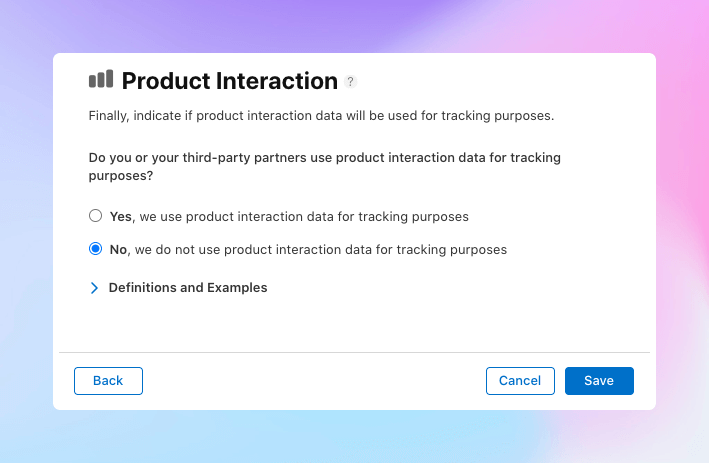 Product Interaction ?
Finally, indicate if product interaction data will be used for tracking purposes.
Do you or your third-party partners use product interaction data for tracking
purposes?
Yes, we use product interaction data for tracking purposes
No, we do not use product interaction data for tracking purposes
Definitions and Examples
Back
Cancel
Save